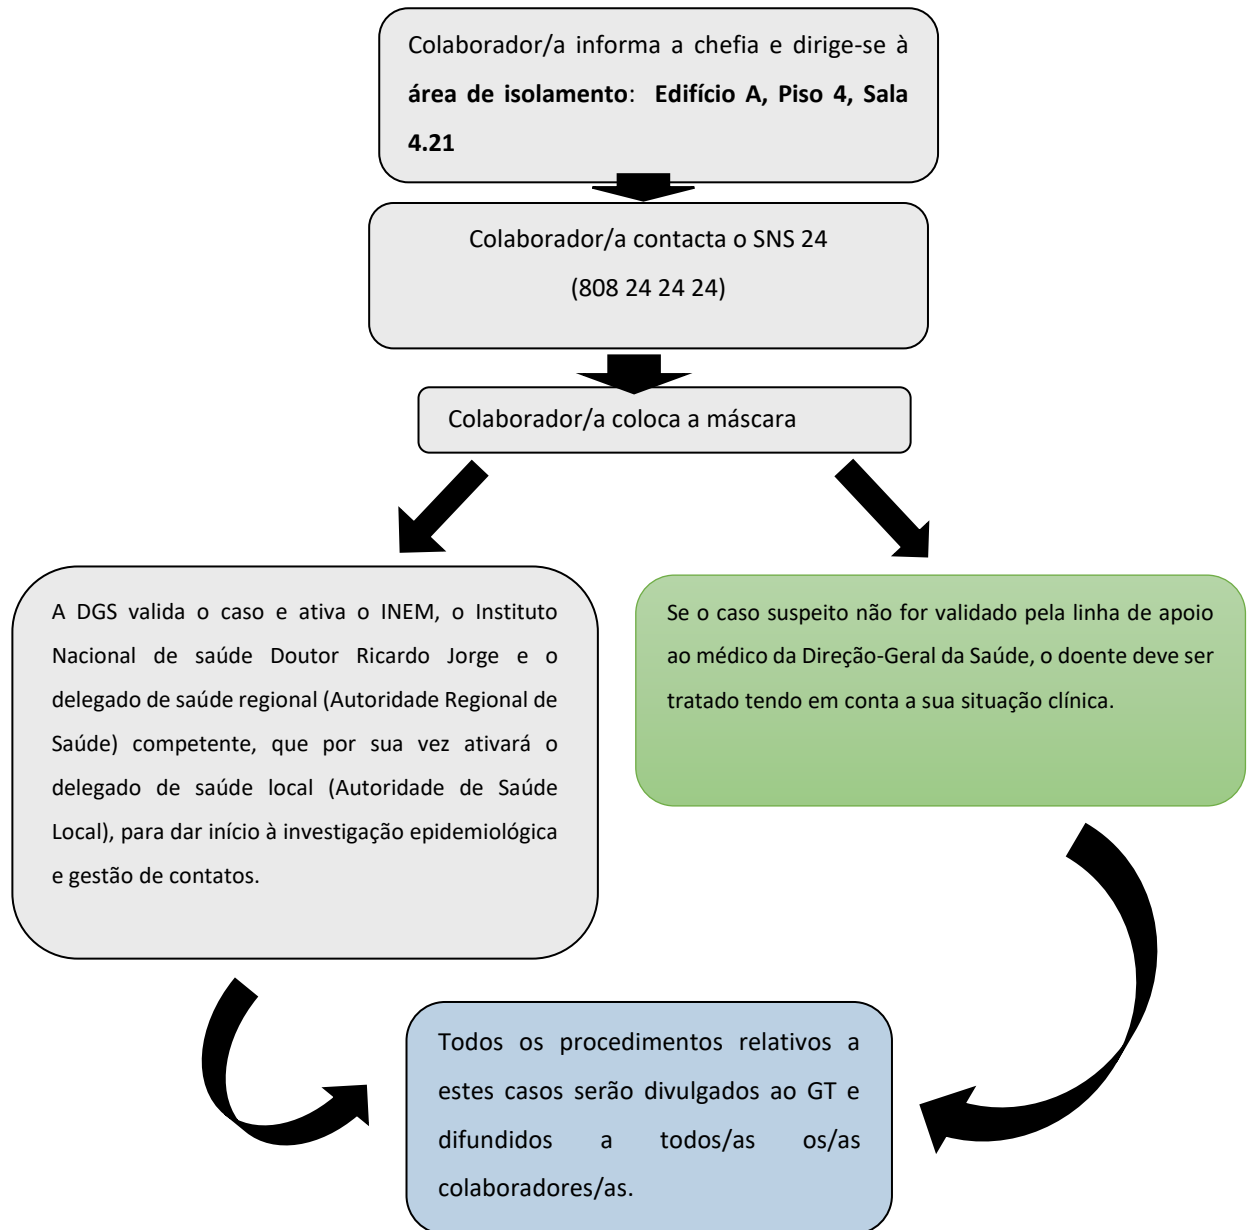 Colaborador/a informa a chefia e dirige-se à
área de isolamento: Edifício A, Piso 4, Sala
4.21
Colaborador/a contacta o SNS 24
(808 24 24 24)
Colaborador/a coloca a máscara
A DGS valida o caso e ativa o INEM, o Instituto
Nacional de saúde Doutor Ricardo Jorge e o
delegado de saúde regional (Autoridade Regional de
Saúde) competente, que por sua vez ativará o
delegado de saúde local (Autoridade de Saúde
Local), para dar início à investigação epidemiológica
e gestão de contatos.
Se o caso suspeito não for validado pela linha de apoio
ao médico da Direção-Geral da Saúde, o doente deve ser
tratado tendo em conta a sua situação clínica.
Todos os procedimentos relativos a
estes casos serão divulgados ao GT e
difundidos a todos/as os/as
colaboradores/as.